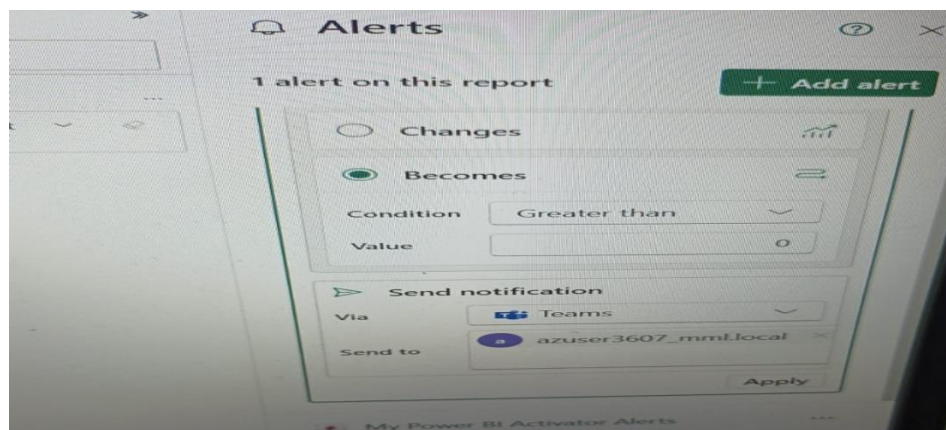 Alerts
1 alert on this report
Add alert
Changes
Becomes
Condition Greater than
Value 0
Send notification
Via Teams
Send to a azuser3607_mml.local
Apply
My Power BI Activator Alerts